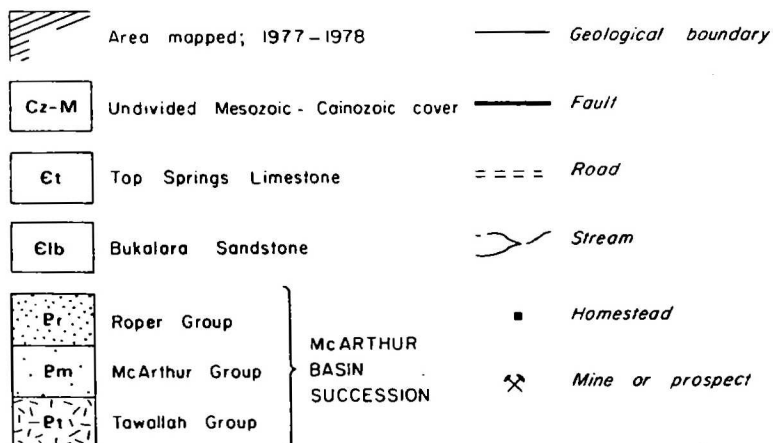 Area mapped; 1977-1978
Cz-M Undivided Mesozoic - Cainozoic cover
Єt Top Springs Limestone
Єlb Bukalara Sandstone
Pr Roper Group
Pm McArthur Group
Pt Tawallah Group
McARTHUR
BASIN
SUCCESSION
Geological boundary
Fault
Road
Stream
Homestead
Mine or prospect